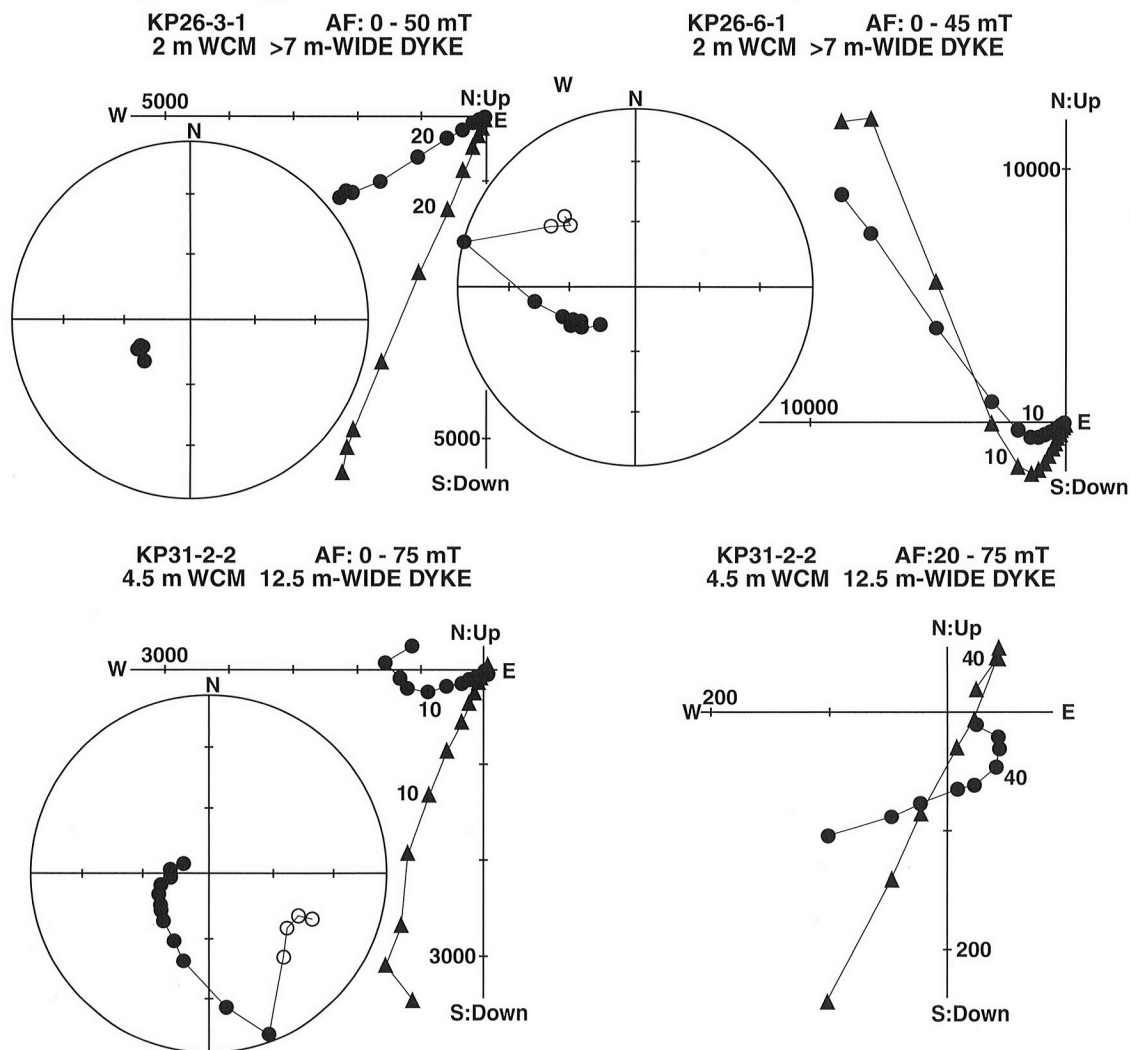 KP26-3-1 AF: 0 - 50 mT
2 m WCM >7 m-WIDE DYKE
W 5000 N:Up
E
N
20
20
5000
S:Down
KP26-6-1 AF: 0 - 45 mT
2 m WCM >7 m-WIDE DYKE
W
N
N:Up
10000
10000
10
E
10
S:Down
KP31-2-2 AF: 0 - 75 mT
4.5 m WCM 12.5 m-WIDE DYKE
N:Up
W 3000 E
N
10
10
3000
S:Down
KP31-2-2 AF:20 - 75 mT
4.5 m WCM 12.5 m-WIDE DYKE
N:Up
40
W 200 E
40
200
S:Down